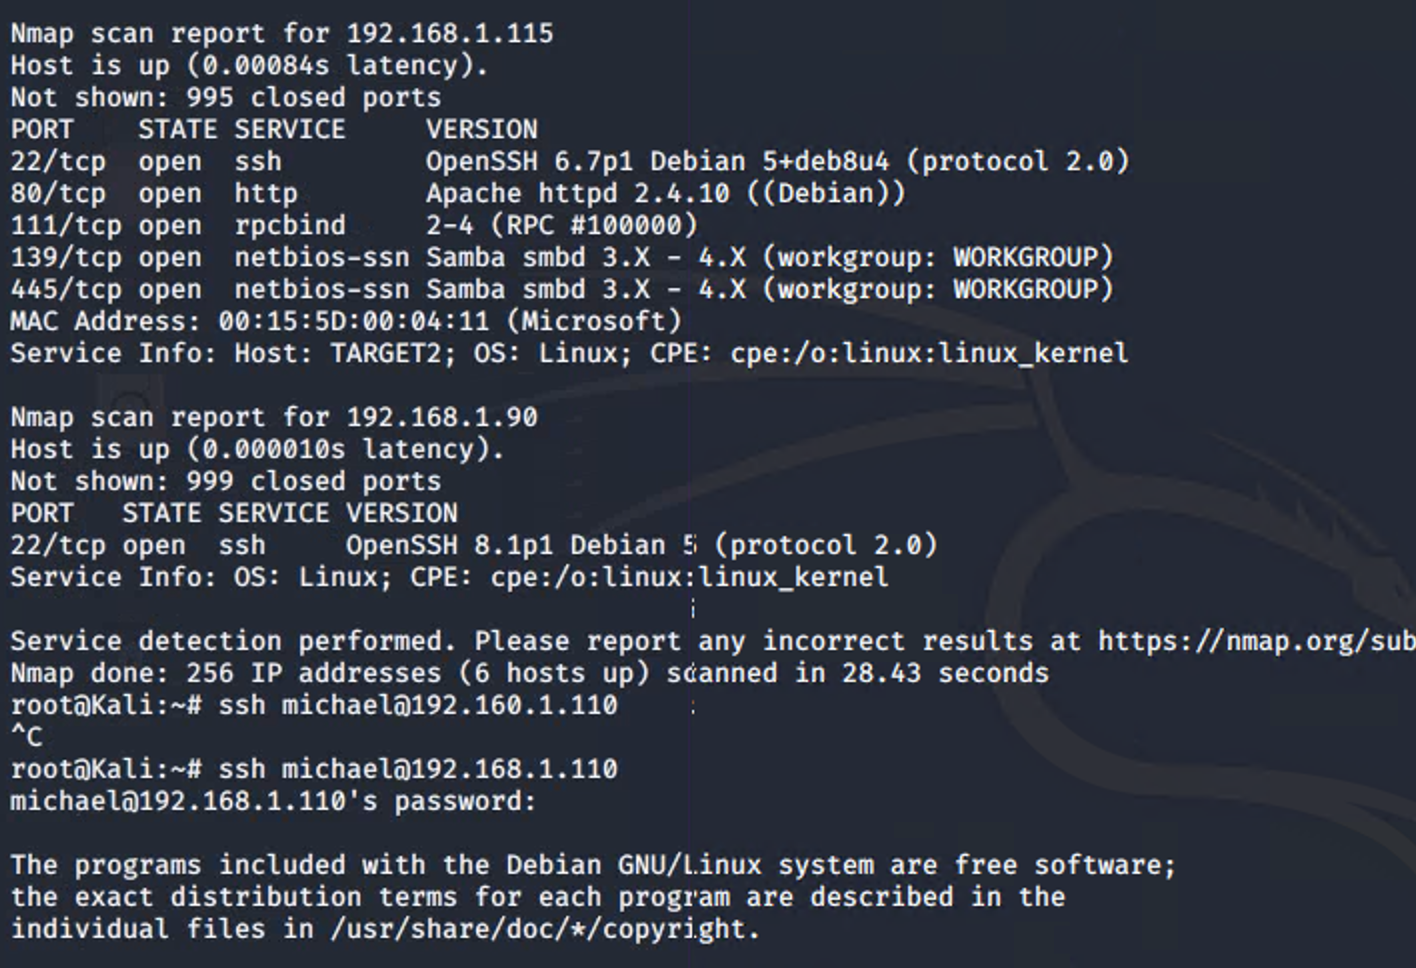 Nmap scan report for 192.168.1.115
Host is up (0.00084s latency).
Not shown: 995 closed ports
PORT    STATE SERVICE     VERSION
22/tcp  open  ssh         OpenSSH 6.7p1 Debian 5+deb8u4 (protocol 2.0)
80/tcp  open  http        Apache httpd 2.4.10 ((Debian))
111/tcp open  rpcbind     2-4 (RPC #100000)
139/tcp open  netbios-ssn Samba smbd 3.X - 4.X (workgroup: WORKGROUP)
445/tcp open  netbios-ssn Samba smbd 3.X - 4.X (workgroup: WORKGROUP)
MAC Address: 00:15:5D:00:04:11 (Microsoft)
Service Info: Host: TARGET2; OS: Linux; CPE: cpe:/o:linux:linux_kernel

Nmap scan report for 192.168.1.90
Host is up (0.000010s latency).
Not shown: 999 closed ports
PORT   STATE SERVICE VERSION
22/tcp open  ssh     OpenSSH 8.1p1 Debian 5 (protocol 2.0)
Service Info: OS: Linux; CPE: cpe:/o:linux:linux_kernel

Service detection performed. Please report any incorrect results at https://nmap.org/sub
Nmap done: 256 IP addresses (6 hosts up) scanned in 28.43 seconds
root@Kali:~# ssh michael@192.160.1.110
^C
root@Kali:~# ssh michael@192.168.1.110
michael@192.168.1.110's password:

The programs included with the Debian GNU/Linux system are free software;
the exact distribution terms for each program are described in the
individual files in /usr/share/doc/*/copyright.